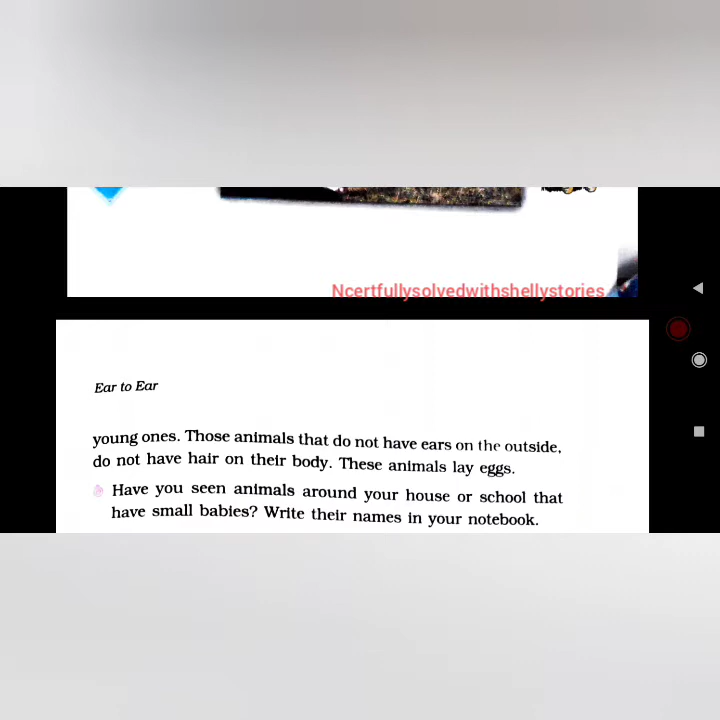 Ncertfullysolvedwithshellystories
Ear to Ear
young ones. Those animals that do not have ears on the outside,
do not have hair on their body. These animals lay eggs.
Have you seen animals around your house or school that
have small babies? Write their names in your notebook.